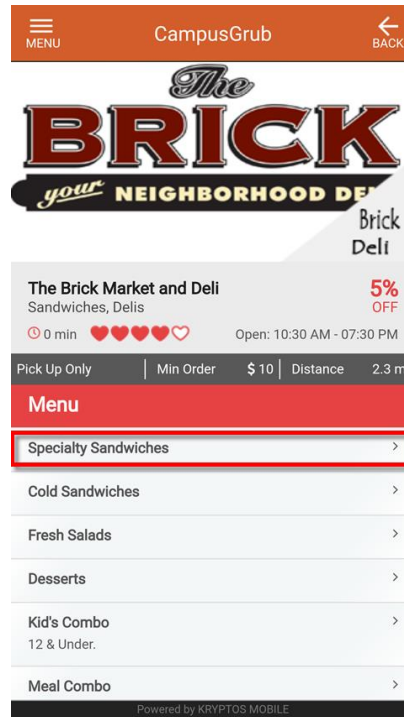 MENU CampusGrub BACK
The
BRICK
your NEIGHBORHOOD DE
Brick
Deli
The Brick Market and Deli 5%
Sandwiches, Delis OFF
0 min Open: 10:30 AM - 07:30 PM
Pick Up Only Min Order $ 10 Distance 2.3 m
Menu
Specialty Sandwiches
Cold Sandwiches
Fresh Salads
Desserts
Kid's Combo
12 & Under.
Meal Combo
Powered by KRYPTOS MOBILE